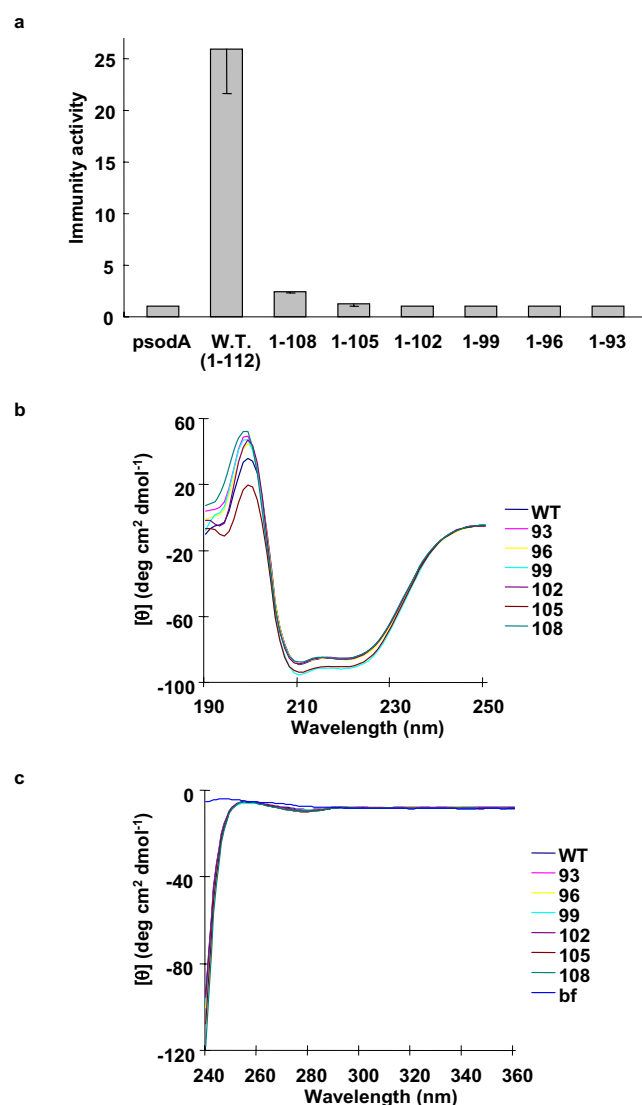 a
Immunity activity
25
20
15
10
5
0
psodA W.T. 1-108 1-105 1-102 1-99 1-96 1-93
(1-112)
b
[θ] (deg cm² dmol⁻¹)
60
20
-20
-60
-100
190 210 230 250
Wavelength (nm)
WT
93
96
99
102
105
108
c
[θ] (deg cm² dmol⁻¹)
0
-40
-80
-120
240 260 280 300 320 340 360
Wavelength (nm)
WT
93
96
99
102
105
108
bf